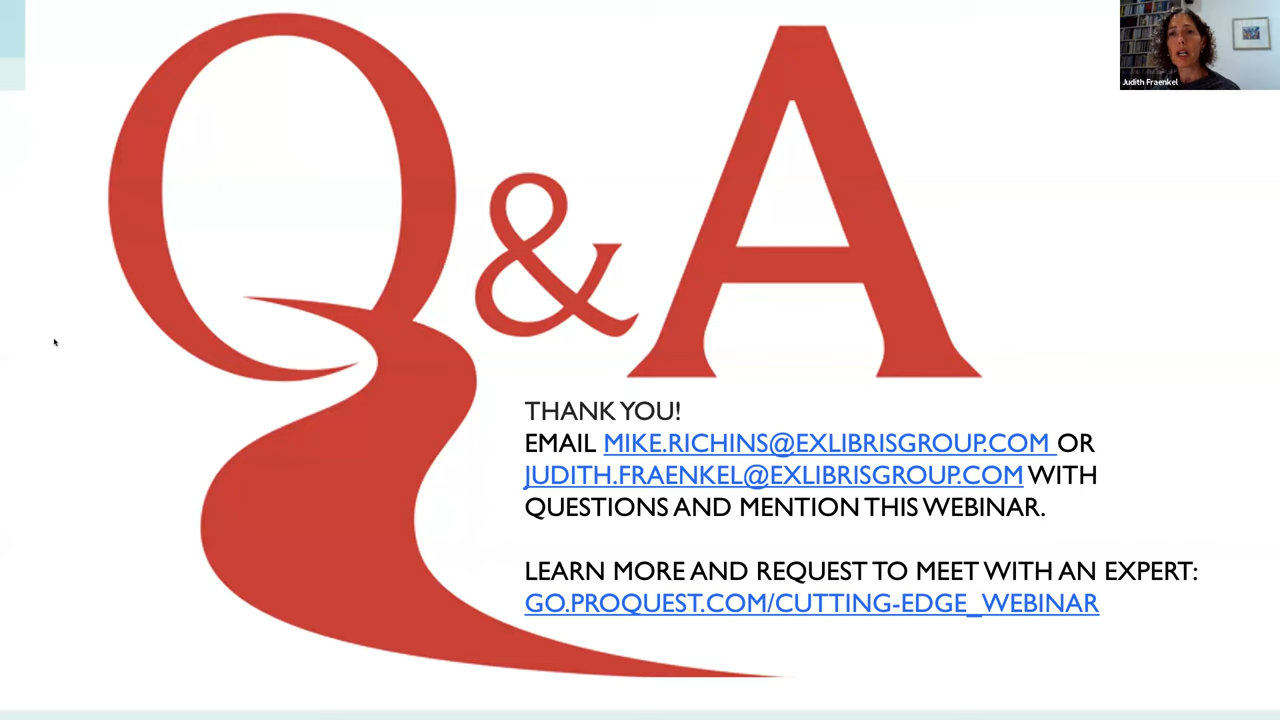 Q&A
Judith Fraenkel
THANK YOU!
EMAIL MIKE.RICHINS@EXLIBRISGROUP.COM OR
JUDITH.FRAENKEL@EXLIBRISGROUP.COM WITH
QUESTIONS AND MENTION THIS WEBINAR.
LEARN MORE AND REQUEST TO MEET WITH AN EXPERT:
GO.PROQUEST.COM/CUTTING-EDGE_WEBINAR